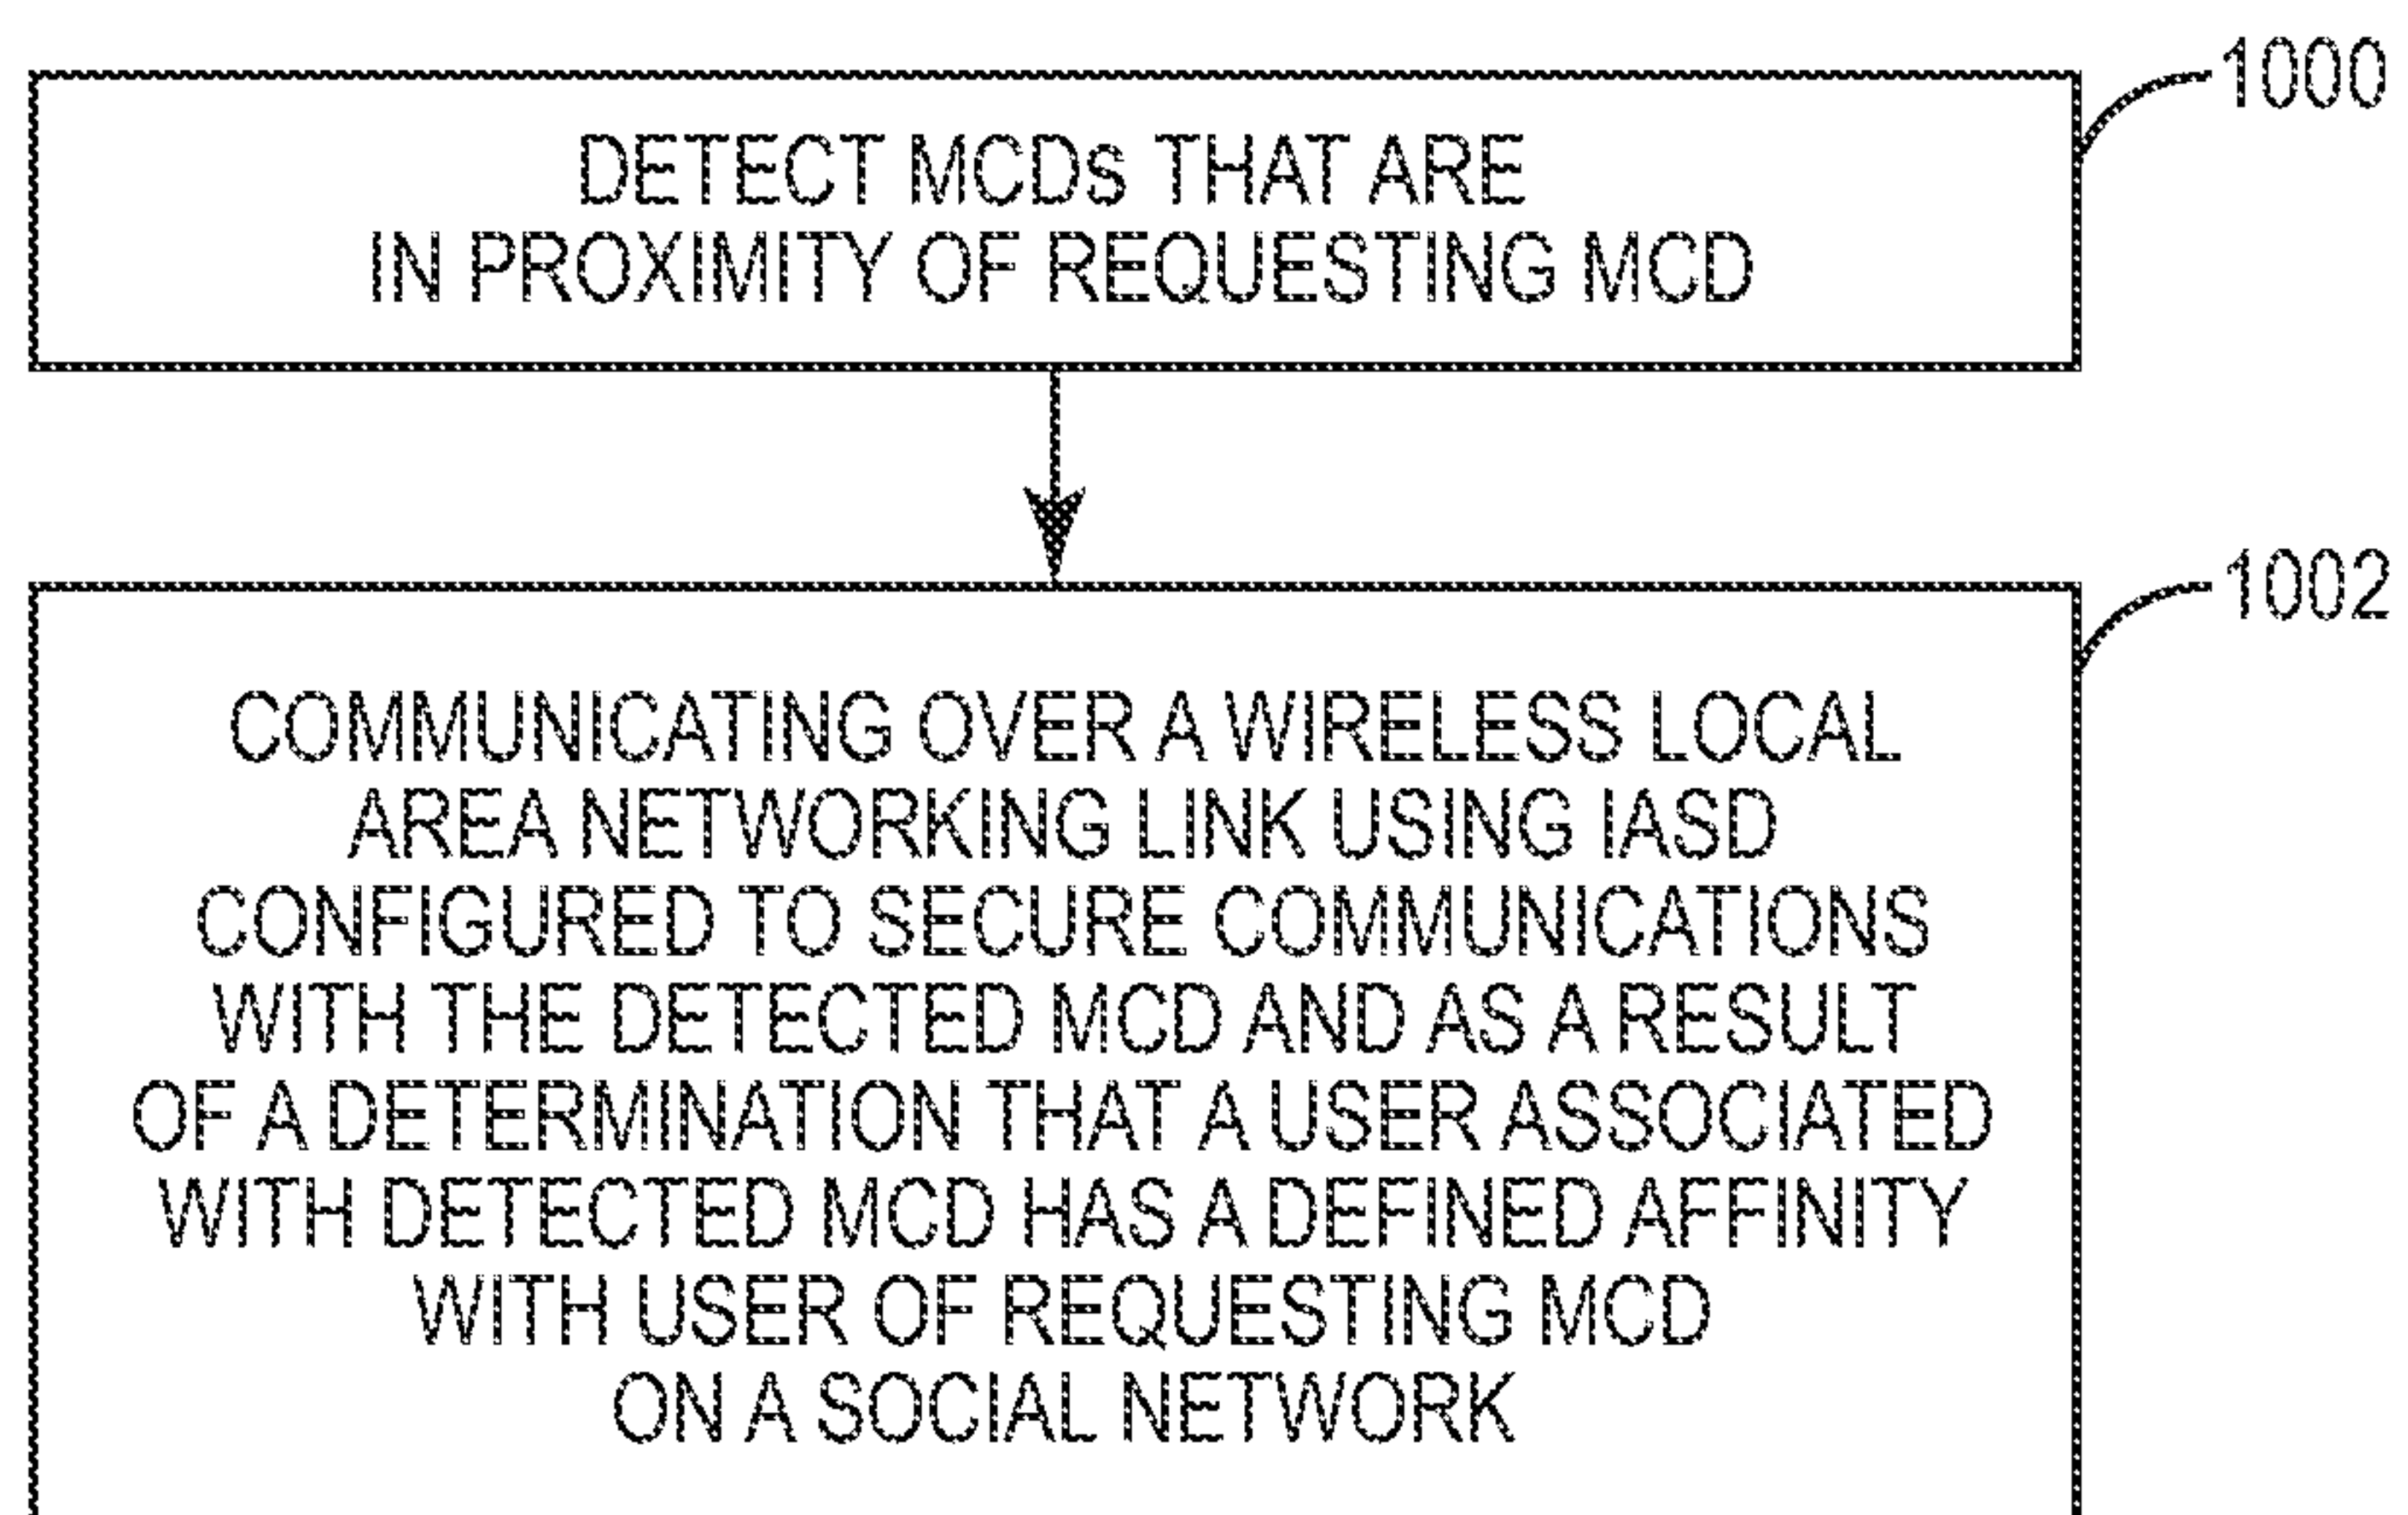 1000
DETECT MCDs THAT ARE
IN PROXIMITY OF REQUESTING MCD
1002
COMMUNICATING OVER A WIRELESS LOCAL
AREA NETWORKING LINK USING IASD
CONFIGURED TO SECURE COMMUNICATIONS
WITH THE DETECTED MCD AND AS A RESULT
OF A DETERMINATION THAT A USER ASSOCIATED
WITH DETECTED MCD HAS A DEFINED AFFINITY
WITH USER OF REQUESTING MCD
ON A SOCIAL NETWORK